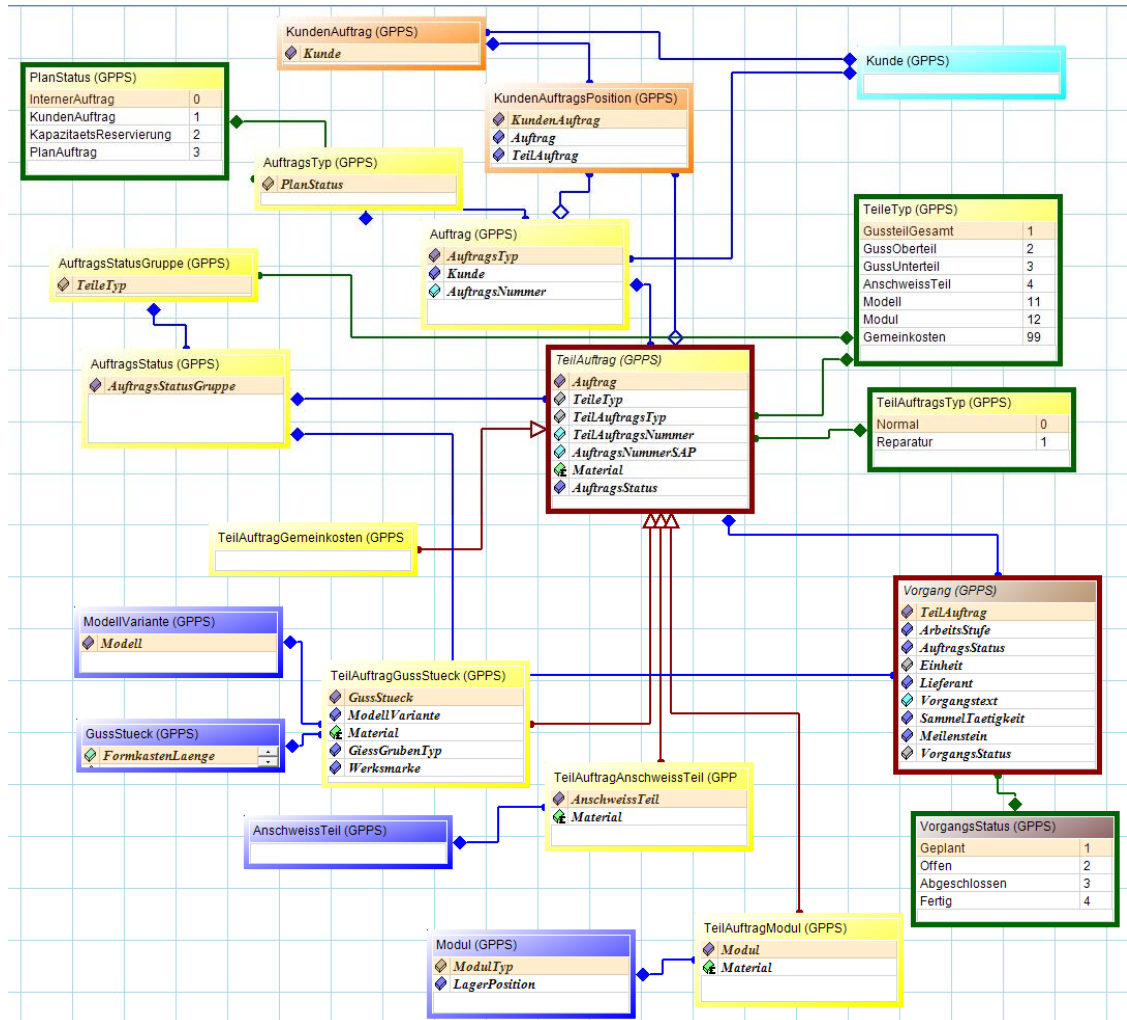 KundenAuftrag (GPPS)
Kunde
Kunde (GPPS)
PlanStatus (GPPS)
InternerAuftrag 0
KundenAuftrag 1
KapazitaetsReservierung 2
PlanAuftrag 3
KundenAuftragsPosition (GPPS)
KundenAuftrag
Auftrag
TeilAuftrag
AuftragsTyp (GPPS)
PlanStatus
TeileTyp (GPPS)
GussteilGesamt 1
GussOberteil 2
GussUnterteil 3
AnschweissTeil 4
Modell 11
Modul 12
Gemeinkosten 99
Auftrag (GPPS)
AuftragsTyp
Kunde
AuftragsNummer
AuftragsStatusGruppe (GPPS)
TeileTyp
AuftragsStatus (GPPS)
AuftragsStatusGruppe
TeilAuftrag (GPPS)
Auftrag
TeileTyp
TeilAuftragsTyp
TeilAuftragsNummer
AuftragsNummerSAP
Material
AuftragsStatus
TeilAuftragsTyp (GPPS)
Normal 0
Reparatur 1
TeilAuftragGemeinkosten (GPPS
Vorgang (GPPS)
TeilAuftrag
ArbeitsStufe
AuftragsStatus
Einheit
Lieferant
Vorgangstext
SammelTaetigkeit
Meilenstein
VorgangsStatus
ModellVariante (GPPS)
Modell
TeilAuftragGussStueck (GPPS)
GussStueck
ModellVariante
Material
GiessGrubenTyp
Werksmarke
GussStueck (GPPS)
FormkastenLaenge
TeilAuftragAnschweissTeil (GPP
AnschweissTeil
Material
AnschweissTeil (GPPS)
VorgangsStatus (GPPS)
Geplant 1
Offen 2
Abgeschlossen 3
Fertig 4
TeilAuftragModul (GPPS)
Modul
Material
Modul (GPPS)
ModulTyp
LagerPosition